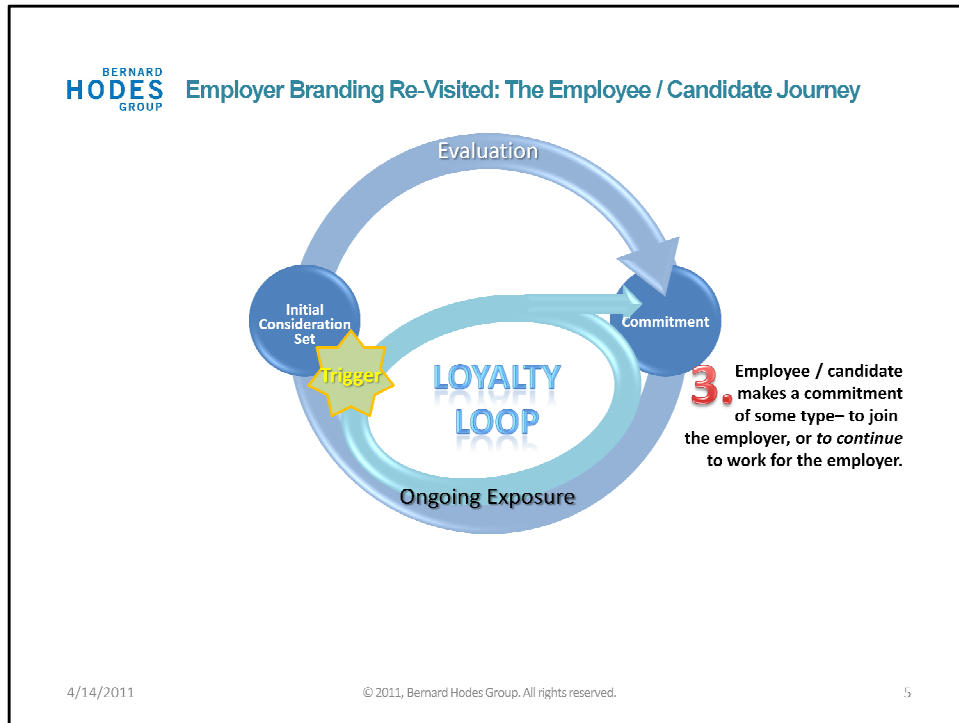 BERNARD
HODES
GROUP
Employer Branding Re-Visited: The Employee / Candidate Journey
Evaluation
Initial
Consideration
Set
Trigger
Commitment
LOYALTY
LOOP
Ongoing Exposure
3.
Employee / candidate
makes a commitment
of some type– to join
the employer, or to continue
to work for the employer.
4/14/2011
© 2011, Bernard Hodes Group. All rights reserved.
5